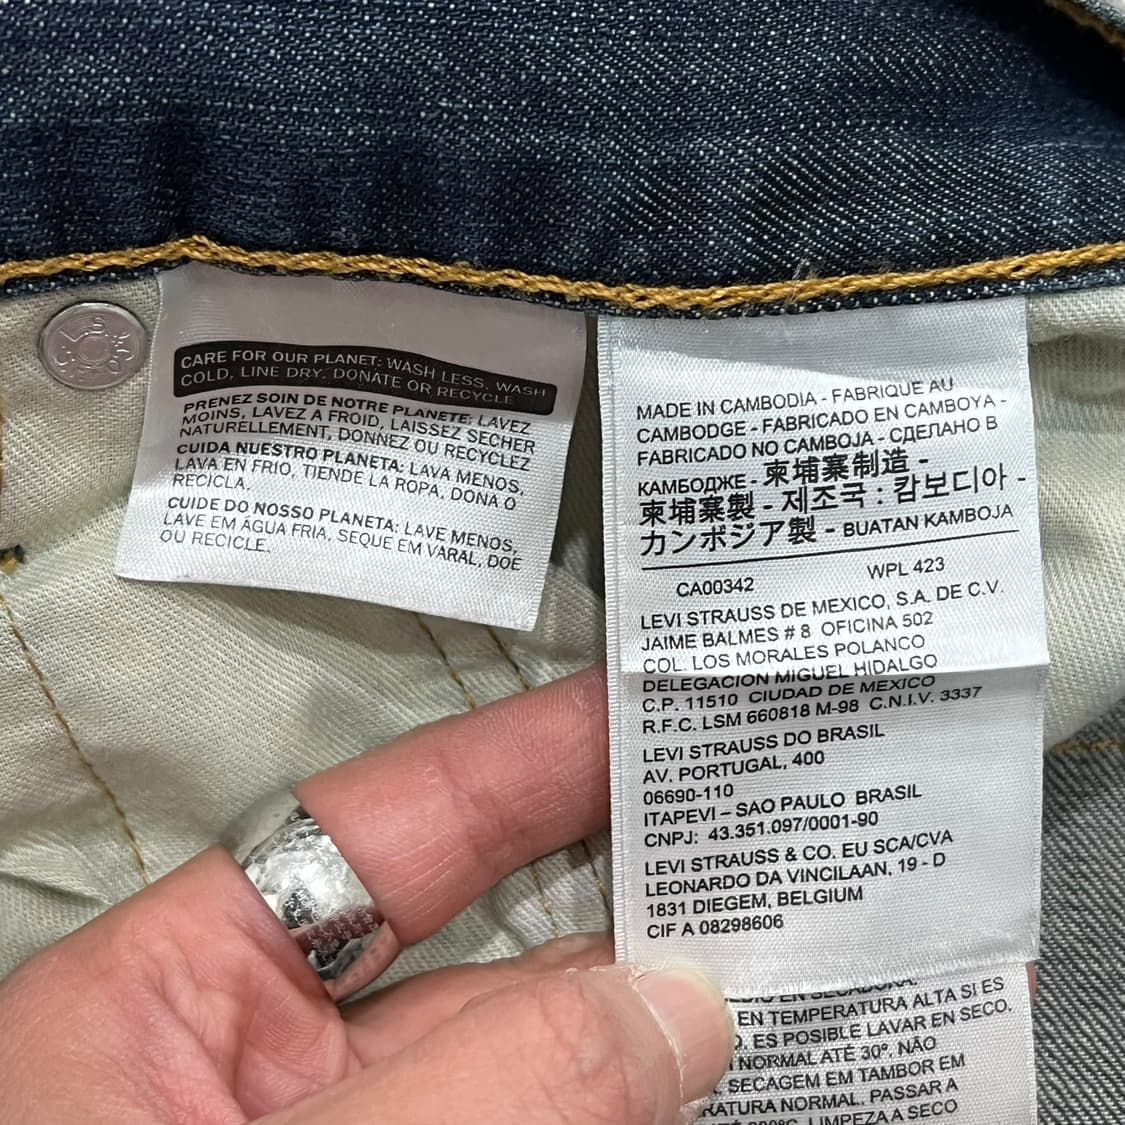 CARE FOR OUR PLANET: WASH LESS, WASH
COLD, LINE DRY, DONATE OR RECYCLE
PRENEZ SOIN DE NOTRE PLANETE: LAVEZ
MOINS, LAVEZ A FROID, LAISSEZ SECHER
NATURELLEMENT, DONNEZ OU RECYCLEZ
CUIDA NUESTRO PLANETA: LAVA MENOS,
LAVA EN FRIO, TIENDE LA ROPA, DONA O
RECICLA.
CUIDE DO NOSSO PLANETA: LAVE MENOS,
LAVE EM ÁGUA FRIA, SEQUE EM VARAL, DOE
OU RECICLE.
MADE IN CAMBODIA - FABRIQUE AU
CAMBODGE - FABRICADO EN CAMBOYA -
FABRICADO NO CAMBOJA - СДЕЛАНО В
КАМБОДЖЕ - 柬埔寨制造 -
柬埔寨製 - 제조국 : 캄보디아 -
カンボジア製 - BUATAN KAMBOJA
CA00342 WPL 423
LEVI STRAUSS DE MEXICO, S.A. DE C.V.
JAIME BALMES # 8 OFICINA 502
COL. LOS MORALES POLANCO
DELEGACION MIGUEL HIDALGO
C.P. 11510 CIUDAD DE MEXICO
R.F.C. LSM 660818 M-98 C.N.I.V. 3337
LEVI STRAUSS DO BRASIL
AV. PORTUGAL, 400
06690-110
ITAPEVI – SAO PAULO BRASIL
CNPJ: 43.351.097/0001-90
LEVI STRAUSS & CO. EU SCA/CVA
LEONARDO DA VINCILAAN, 19 - D
1831 DIEGEM, BELGIUM
CIF A 08298606
EN SECADORA.
EN TEMPERATURA ALTA SI ES
ES POSIBLE LAVAR EN SECO.
NORMAL ATÉ 30°. NÃO
SECAGEM EM TAMBOR EM
NORMAL. PASSAR A
LIMPEZA A SECO